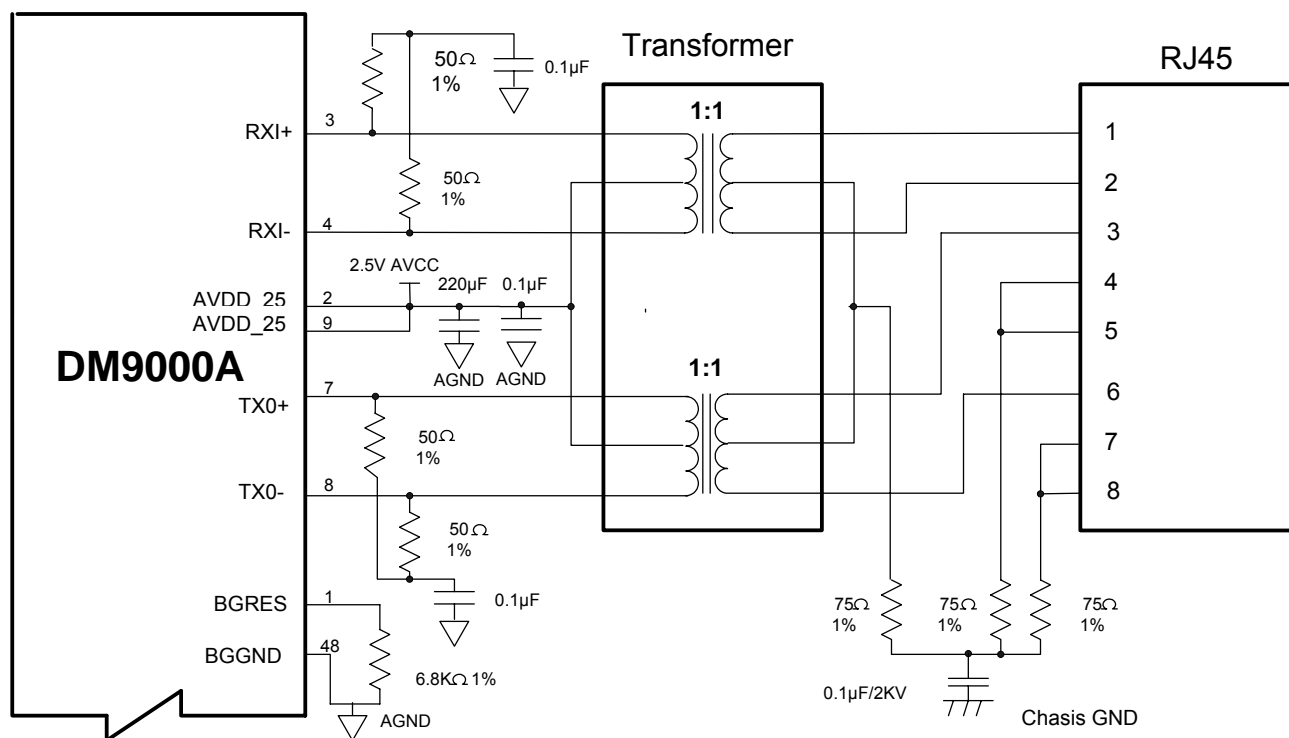 Transformer
RJ45
50Ω
1%
0.1µF
1:1
RXI+
3
1
50Ω
1%
2
RXI-
4
3
2.5V AVCC
220µF
0.1µF
4
AVDD_25
2
AVDD_25
9
5
DM9000A
AGND
AGND
1:1
TX0+
7
6
50Ω
1%
7
TX0-
8
8
50Ω
1%
0.1µF
BGRES
1
75Ω
1%
75Ω
1%
75Ω
1%
BGGND
48
6.8KΩ 1%
AGND
0.1µF/2KV
Chasis GND